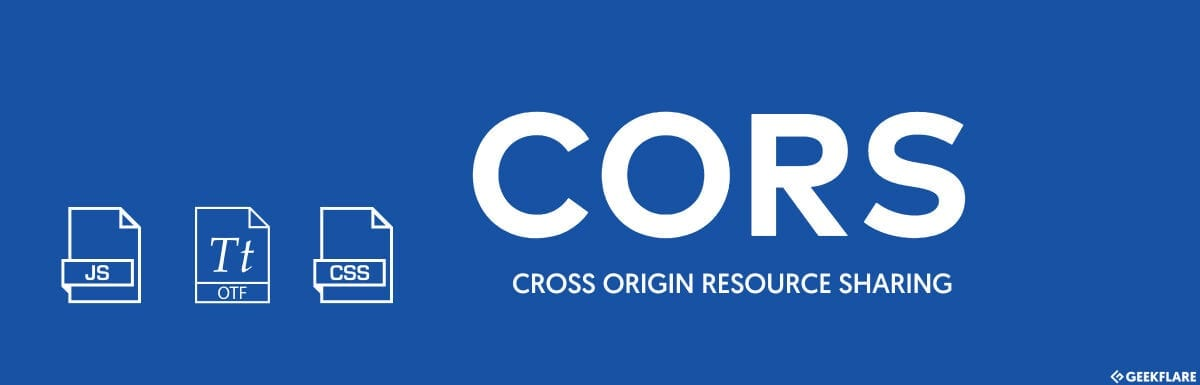 CORS
CROSS ORIGIN RESOURCE SHARING
JS
Tt
OTF
CSS
GEEKFLARE